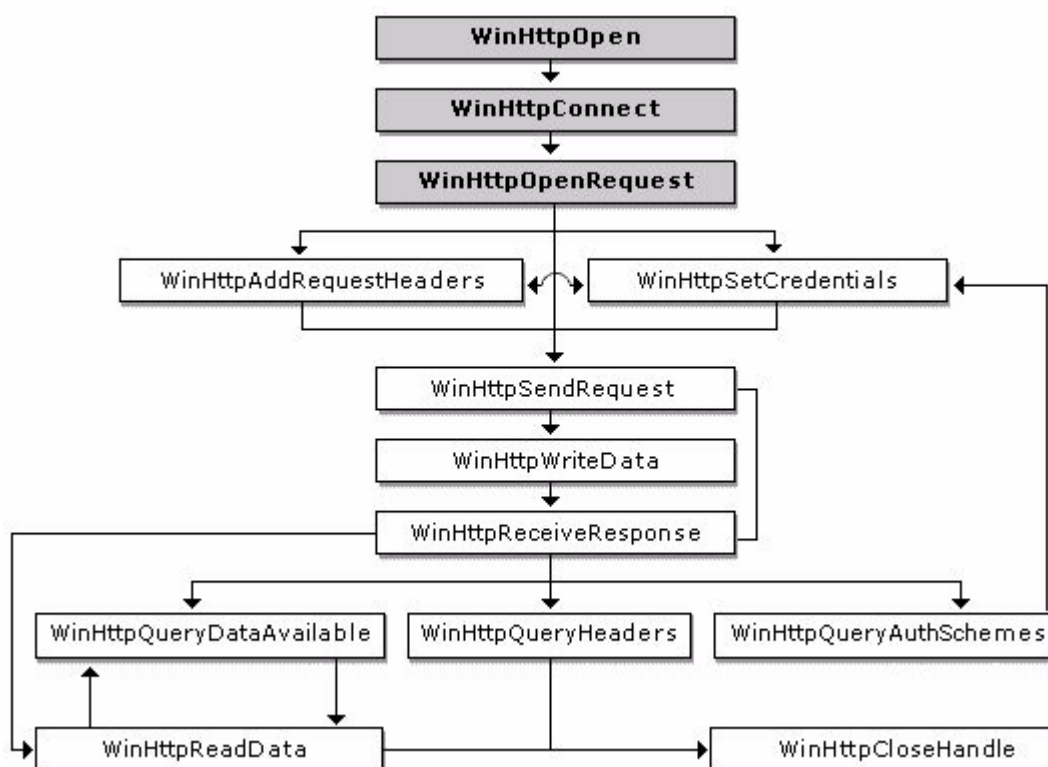 WinHttpOpen
WinHttpConnect
WinHttpOpenRequest
WinHttpAddRequestHeaders
WinHttpSetCredentials
WinHttpSendRequest
WinHttpWriteData
WinHttpReceiveResponse
WinHttpQueryDataAvailable
WinHttpQueryHeaders
WinHttpQueryAuthSchemes
WinHttpReadData
WinHttpCloseHandle